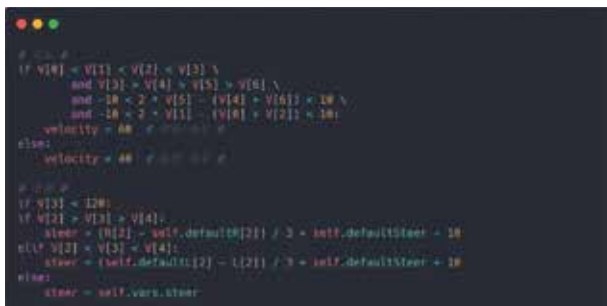 if V[0] < V[1] < V[2] < V[3] \
and V[3] > V[4] > V[5] > V[6] \
and -10 < 2 * V[5] - (V[4] + V[6]) < 10 \
and -10 < 2 * V[1] - (V[0] + V[2]) < 10:
velocity = 60
else:
velocity = 40
if V[3] < 120:
if V[2] > V[3] > V[4]:
steer = (R[2] - self.defaultR[2]) / 3 + self.defaultSteer - 10
elif V[2] < V[3] < V[4]:
steer = (self.defaultL[2] - L[2]) / 3 + self.defaultSteer + 10
else:
steer = self.vars.steer